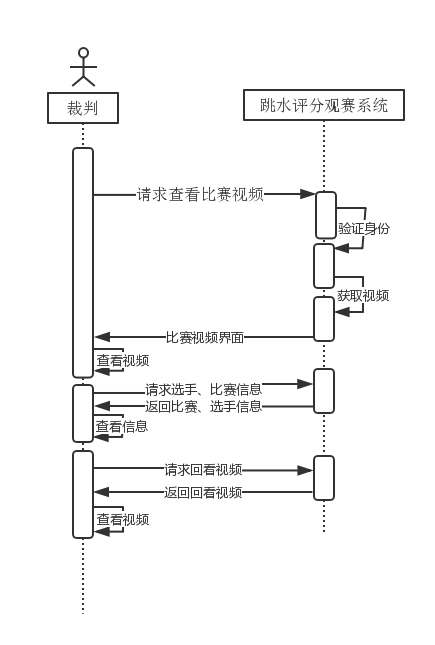 裁判
跳水评分观赛系统
请求查看比赛视频
验证身份
获取视频
比赛视频界面
查看视频
请求选手、比赛信息
返回比赛、选手信息
查看信息
请求回看视频
返回回看视频
查看视频